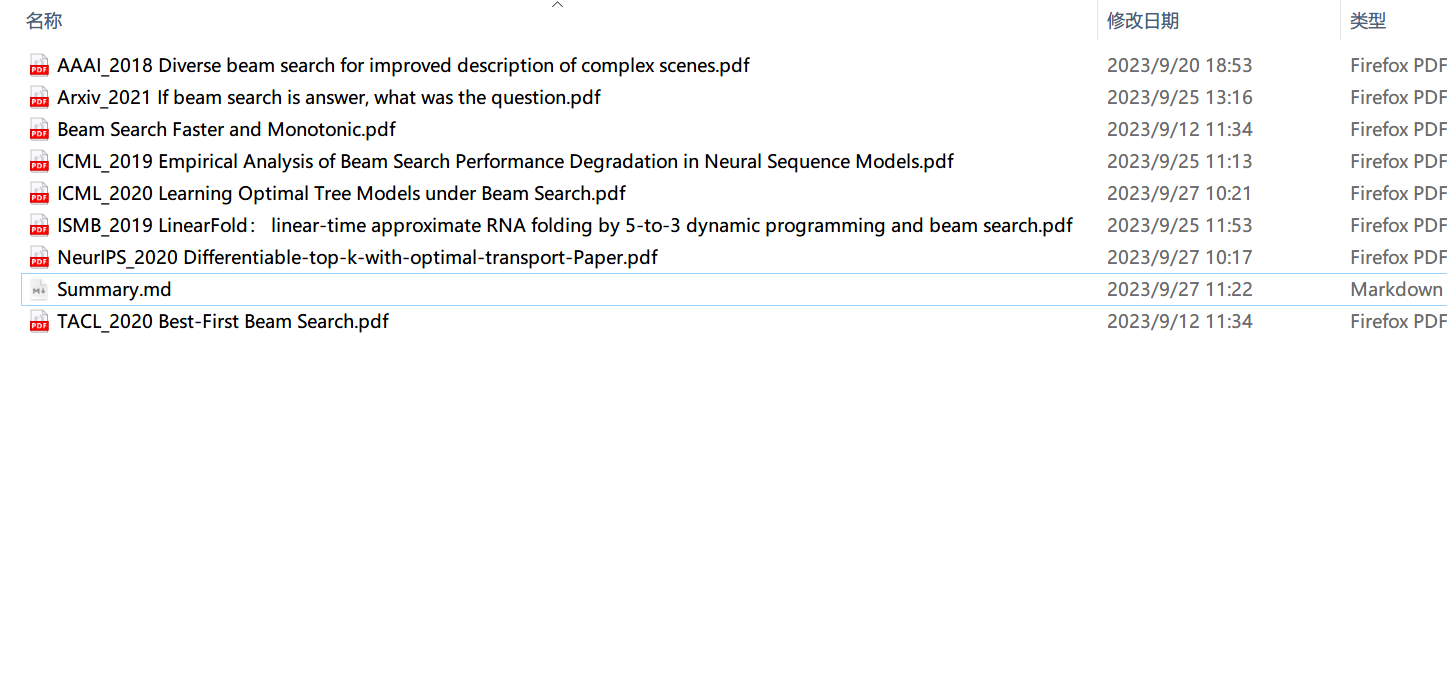 名称 修改日期 类型
AAAI_2018 Diverse beam search for improved description of complex scenes.pdf 2023/9/20 18:53 Firefox PDF
Arxiv_2021 If beam search is answer, what was the question.pdf 2023/9/25 13:16 Firefox PDF
Beam Search Faster and Monotonic.pdf 2023/9/12 11:34 Firefox PDF
ICML_2019 Empirical Analysis of Beam Search Performance Degradation in Neural Sequence Models.pdf 2023/9/25 11:13 Firefox PDF
ICML_2020 Learning Optimal Tree Models under Beam Search.pdf 2023/9/27 10:21 Firefox PDF
ISMB_2019 LinearFold： linear-time approximate RNA folding by 5-to-3 dynamic programming and beam search.pdf 2023/9/25 11:53 Firefox PDF
NeurIPS_2020 Differentiable-top-k-with-optimal-transport-Paper.pdf 2023/9/27 10:17 Firefox PDF
Summary.md 2023/9/27 11:22 Markdown
TACL_2020 Best-First Beam Search.pdf 2023/9/12 11:34 Firefox PDF